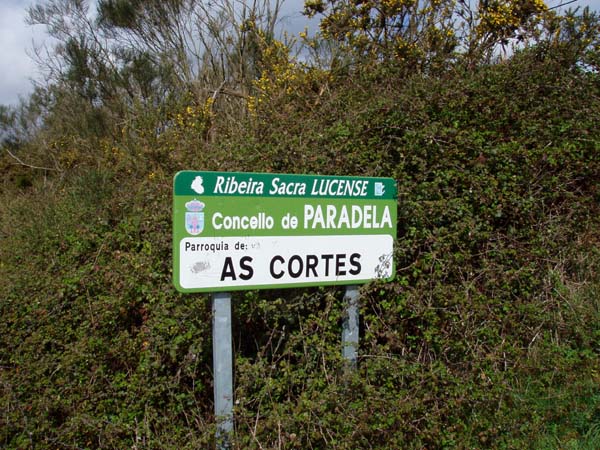 Ribeira Sacra LUCENSE
Concello de PARADELA
Parroquia de:
AS CORTES